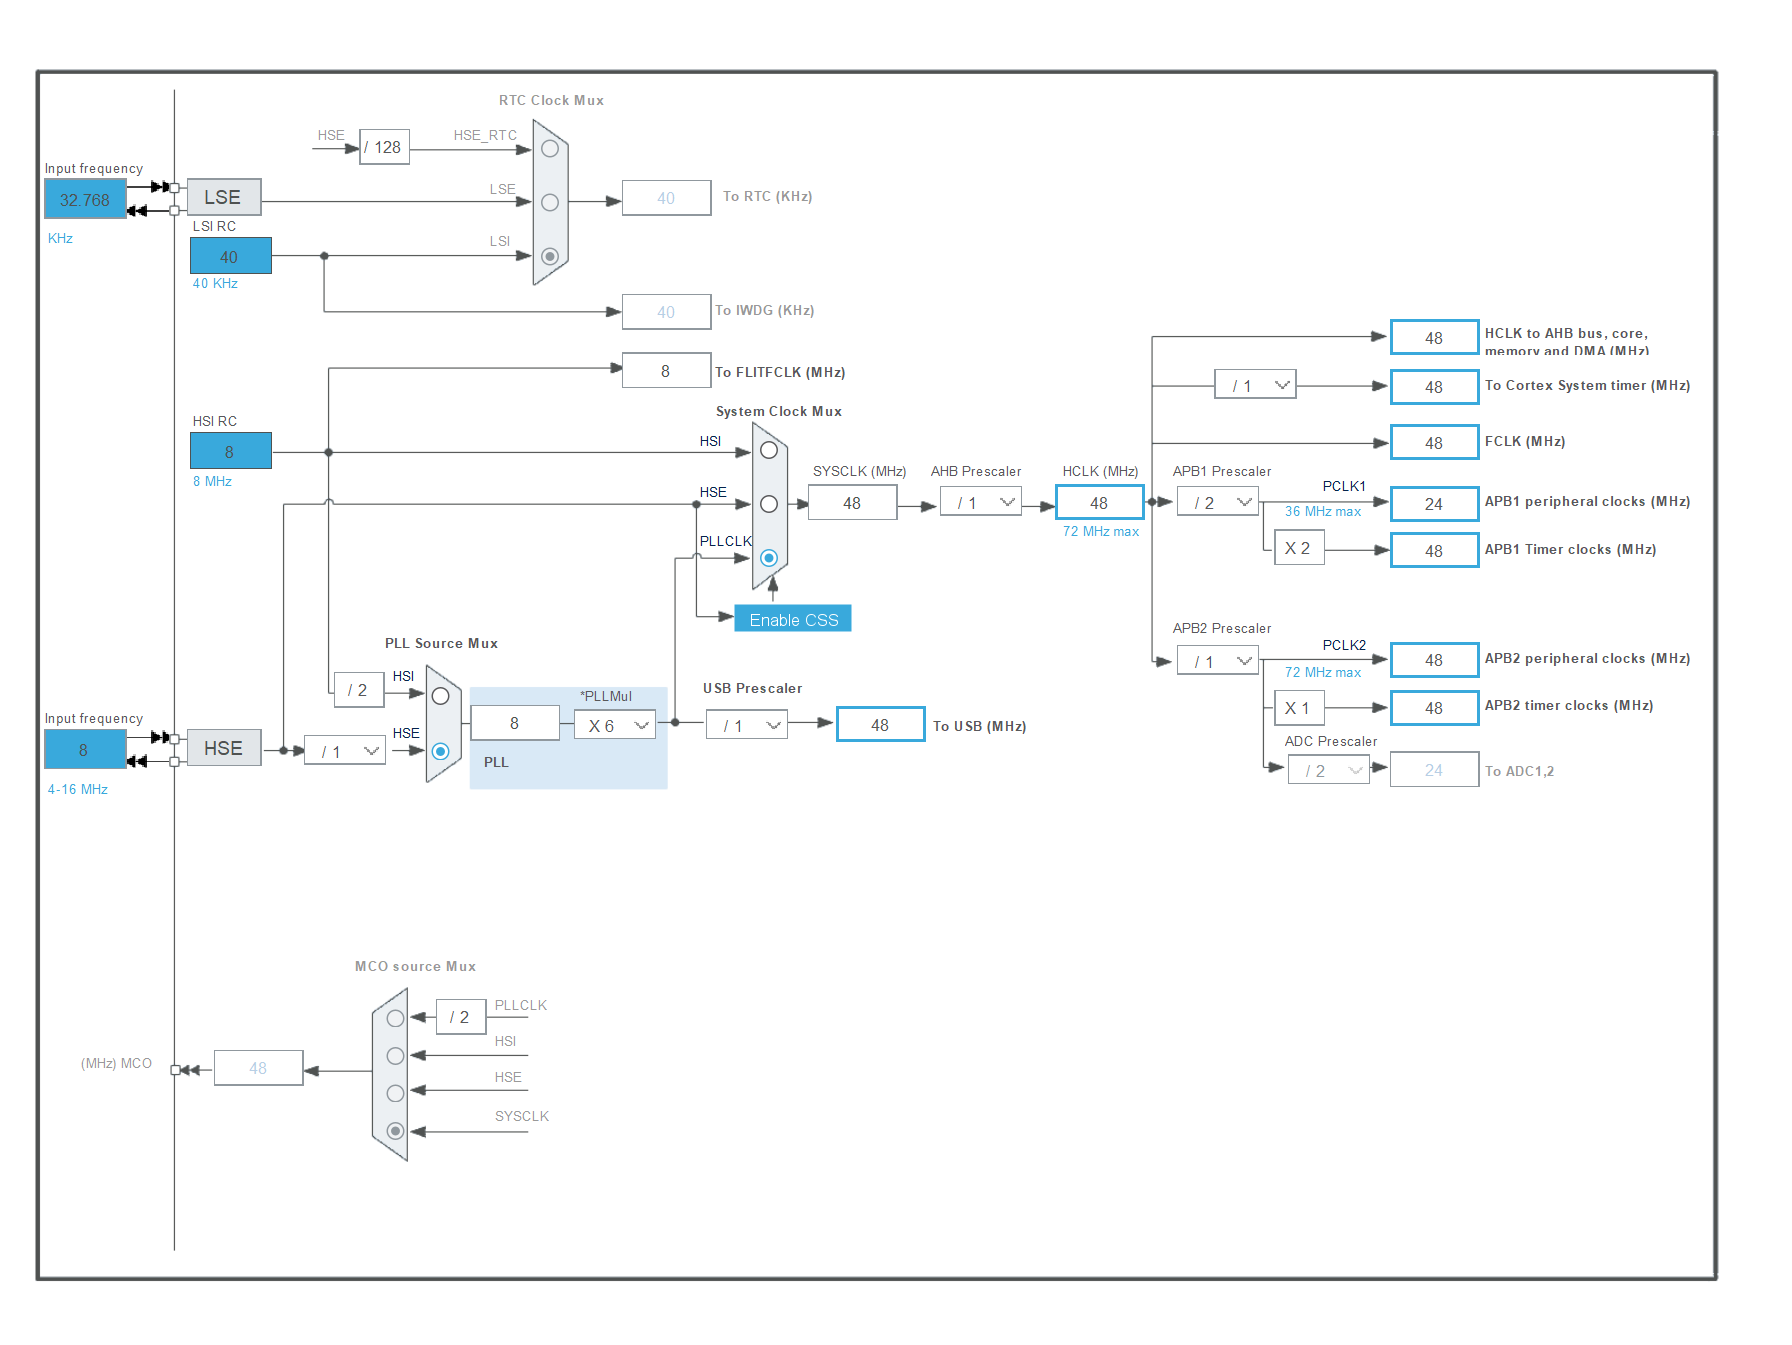 RTC Clock Mux
HSE
/ 128
HSE_RTC
Input frequency
32.768
KHz
LSE
LSE
40
To RTC (KHz)
LSI RC
40
40 KHz
LSI
40
To IWDG (KHz)
8
To FLITFCLK (MHz)
HSI RC
8
8 MHz
System Clock Mux
HSI
HSE
PLLCLK
Enable CSS
SYSCLK (MHz)
48
AHB Prescaler
/ 1
HCLK (MHz)
48
72 MHz max
48
HCLK to AHB bus, core,
memory and DMA (MHz)
/ 1
48
To Cortex System timer (MHz)
48
FCLK (MHz)
APB1 Prescaler
/ 2
PCLK1
36 MHz max
24
APB1 peripheral clocks (MHz)
X 2
48
APB1 Timer clocks (MHz)
APB2 Prescaler
/ 1
PCLK2
72 MHz max
48
APB2 peripheral clocks (MHz)
X 1
48
APB2 timer clocks (MHz)
ADC Prescaler
/ 2
24
To ADC1,2
PLL Source Mux
/ 2
HSI
Input frequency
8
4-16 MHz
HSE
/ 1
HSE
8
*PLLMul
X 6
PLL
USB Prescaler
/ 1
48
To USB (MHz)
MCO source Mux
/ 2
PLLCLK
HSI
HSE
SYSCLK
(MHz) MCO
48